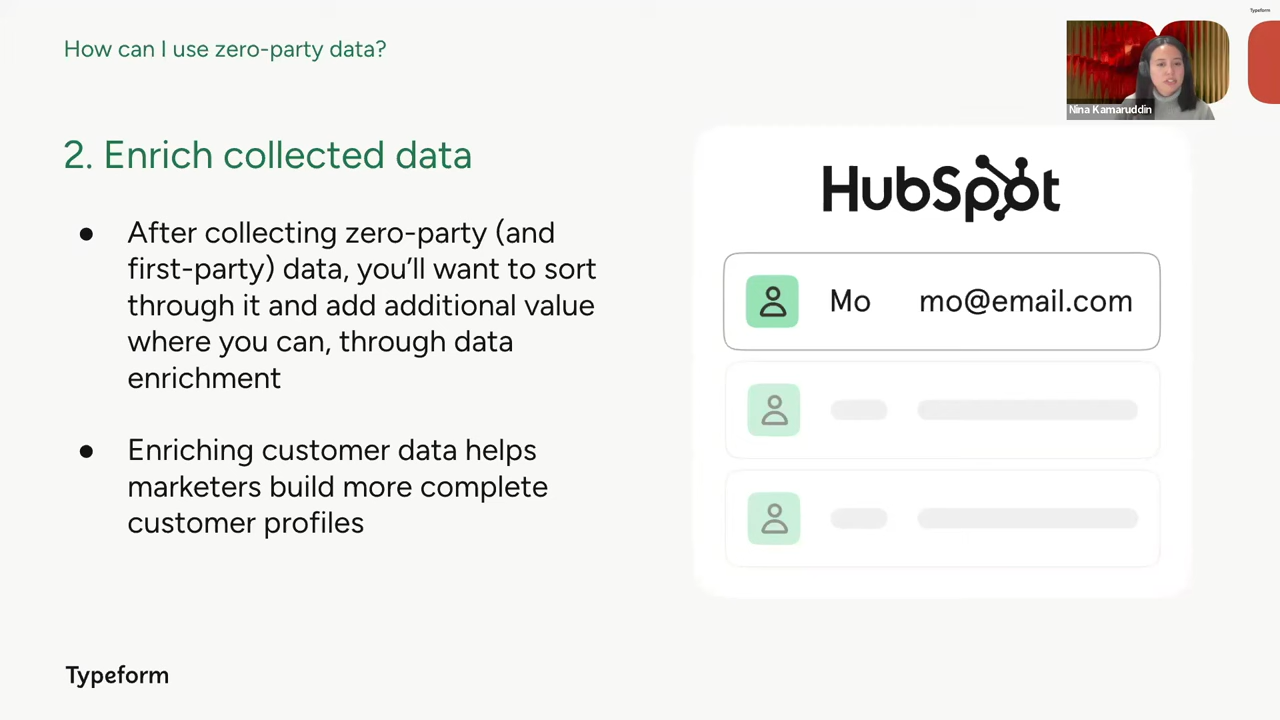 Typeform
How can I use zero-party data?
Nina Kamaruddin
2. Enrich collected data
HubSpot
● After collecting zero-party (and
first-party) data, you’ll want to sort
through it and add additional value
where you can, through data
enrichment
● Enriching customer data helps
marketers build more complete
customer profiles
Mo mo@email.com
Typeform